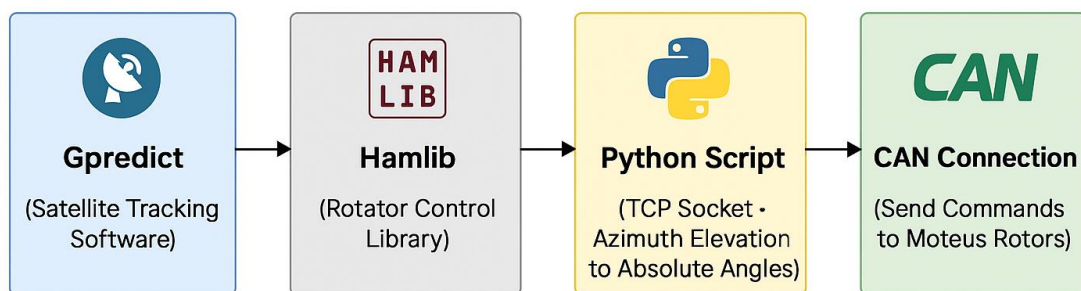 HAM
LIB
CAN
Gpredict
(Satellite Tracking
Software)
Hamlib
(Rotator Control
Library)
Python Script
(TCP Socket •
Azimuth Elevation
to Absolute Angles)
CAN Connection
(Send Commands
to Moteus Rotors)